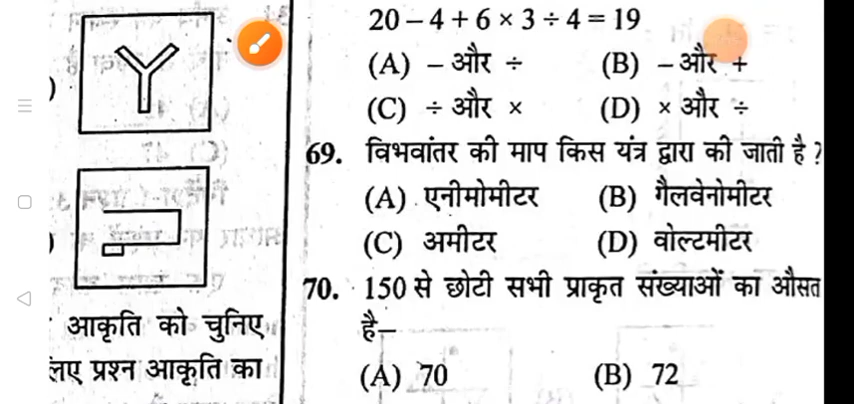 आकृति को चुनिए
प्रश्न आकृति का
20 – 4 + 6 × 3 ÷ 4 = 19
(A) – और ÷ (B) – और +
(C) ÷ और × (D) × और ÷
69. विभवांतर की माप किस यंत्र द्वारा की जाती है ?
(A) एनीमोमीटर (B) गैलवेनोमीटर
(C) अमीटर (D) वोल्टमीटर
70. 150 से छोटी सभी प्राकृत संख्याओं का औसत
है–
(A) 70 (B) 72